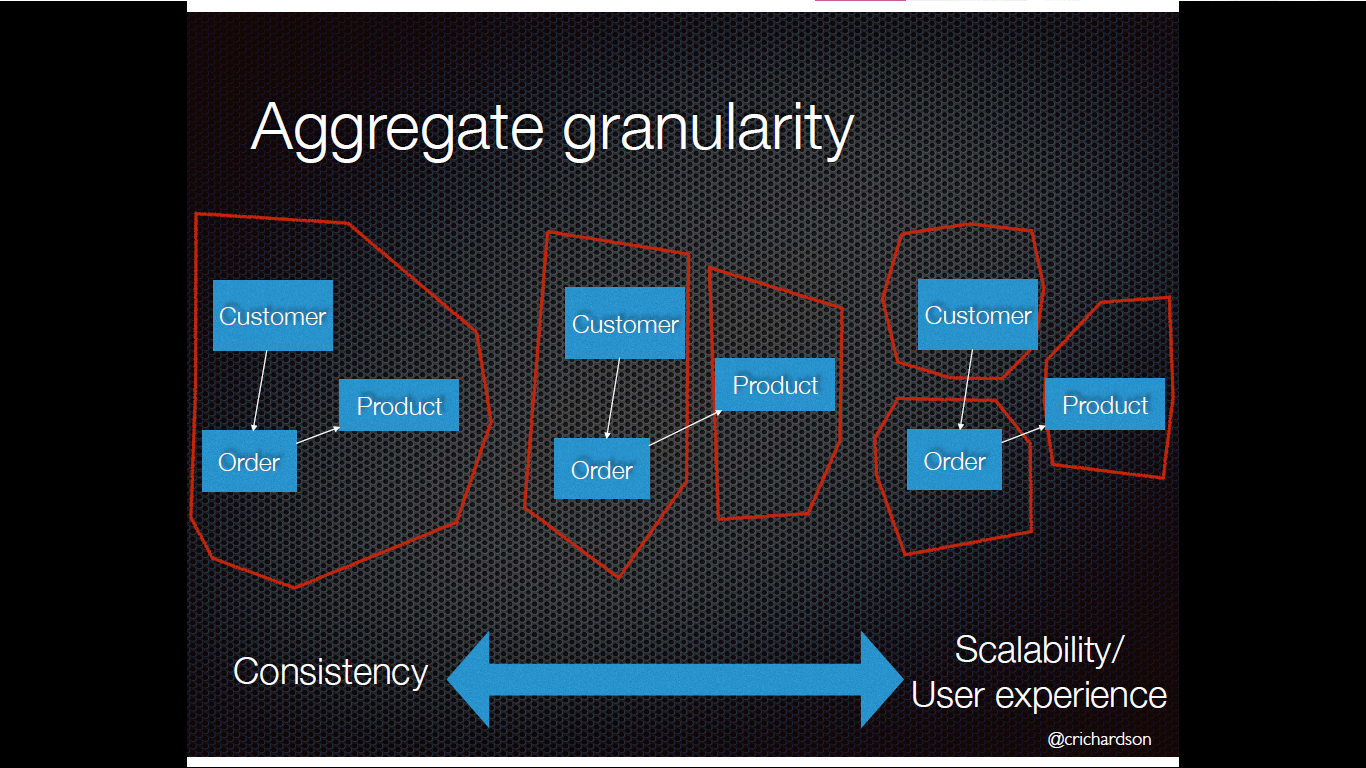 Aggregate granularity
Customer
Product
Order
Customer
Product
Order
Customer
Product
Order
Consistency
Scalability/
User experience
@crichardson